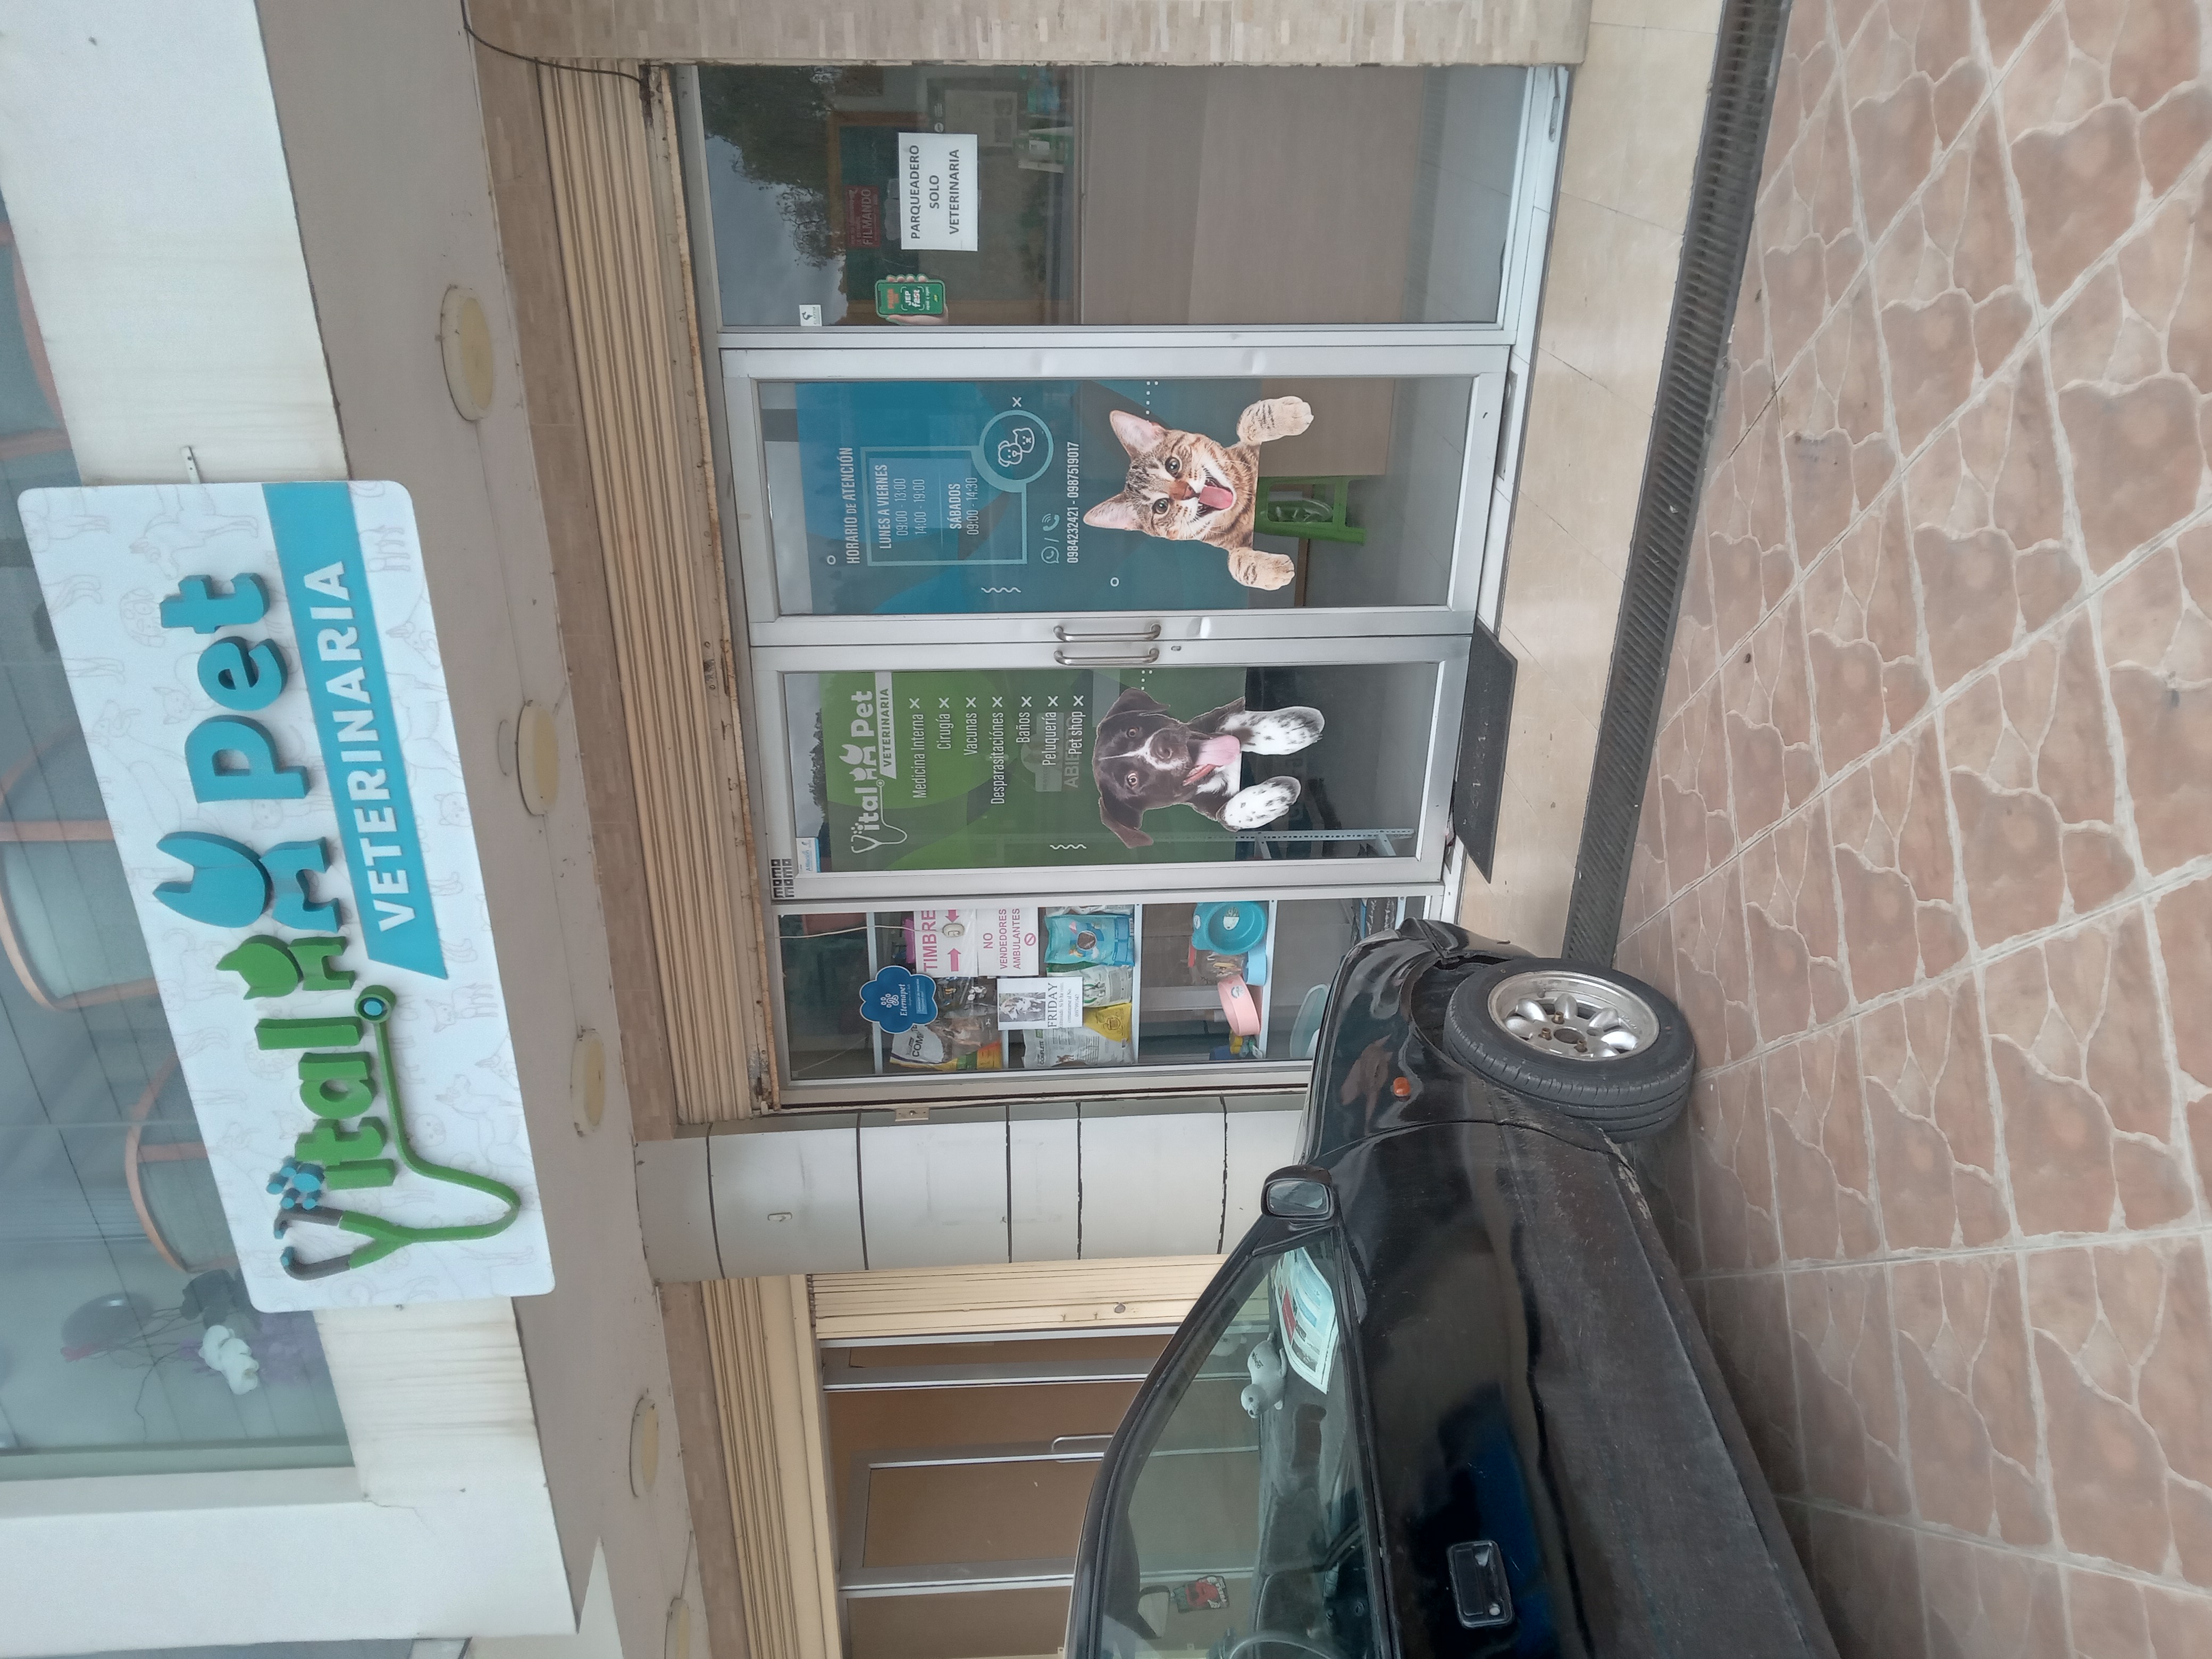 Vital Pet
VETERINARIA
Eternapet
TIMBRE
NO
VENDEDORES
AMBULANTES
FRIDAY
Vital Pet
VETERINARIA
Medicina Interna
Cirugía
Vacunas
Desparasitaciónes
Baños
Peluquería
Pet shop
HORARIO DE ATENCIÓN
LUNES A VIERNES
09:00 - 13:00
14:00 - 19:00
SÁBADOS
09:00 - 14:30
0984232421 - 0987519017
JEP
fest
FILMANDO
PARQUEADERO
SOLO
VETERINARIA